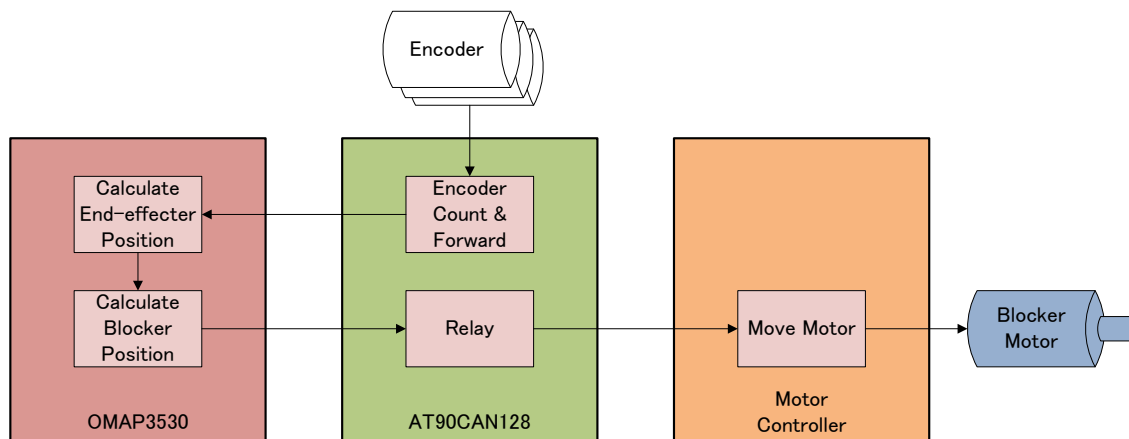 Encoder
Calculate
End-effecter
Position
Encoder
Count &
Forward
Calculate
Blocker
Position
Relay
Move Motor
Blocker
Motor
OMAP3530
AT90CAN128
Motor
Controller